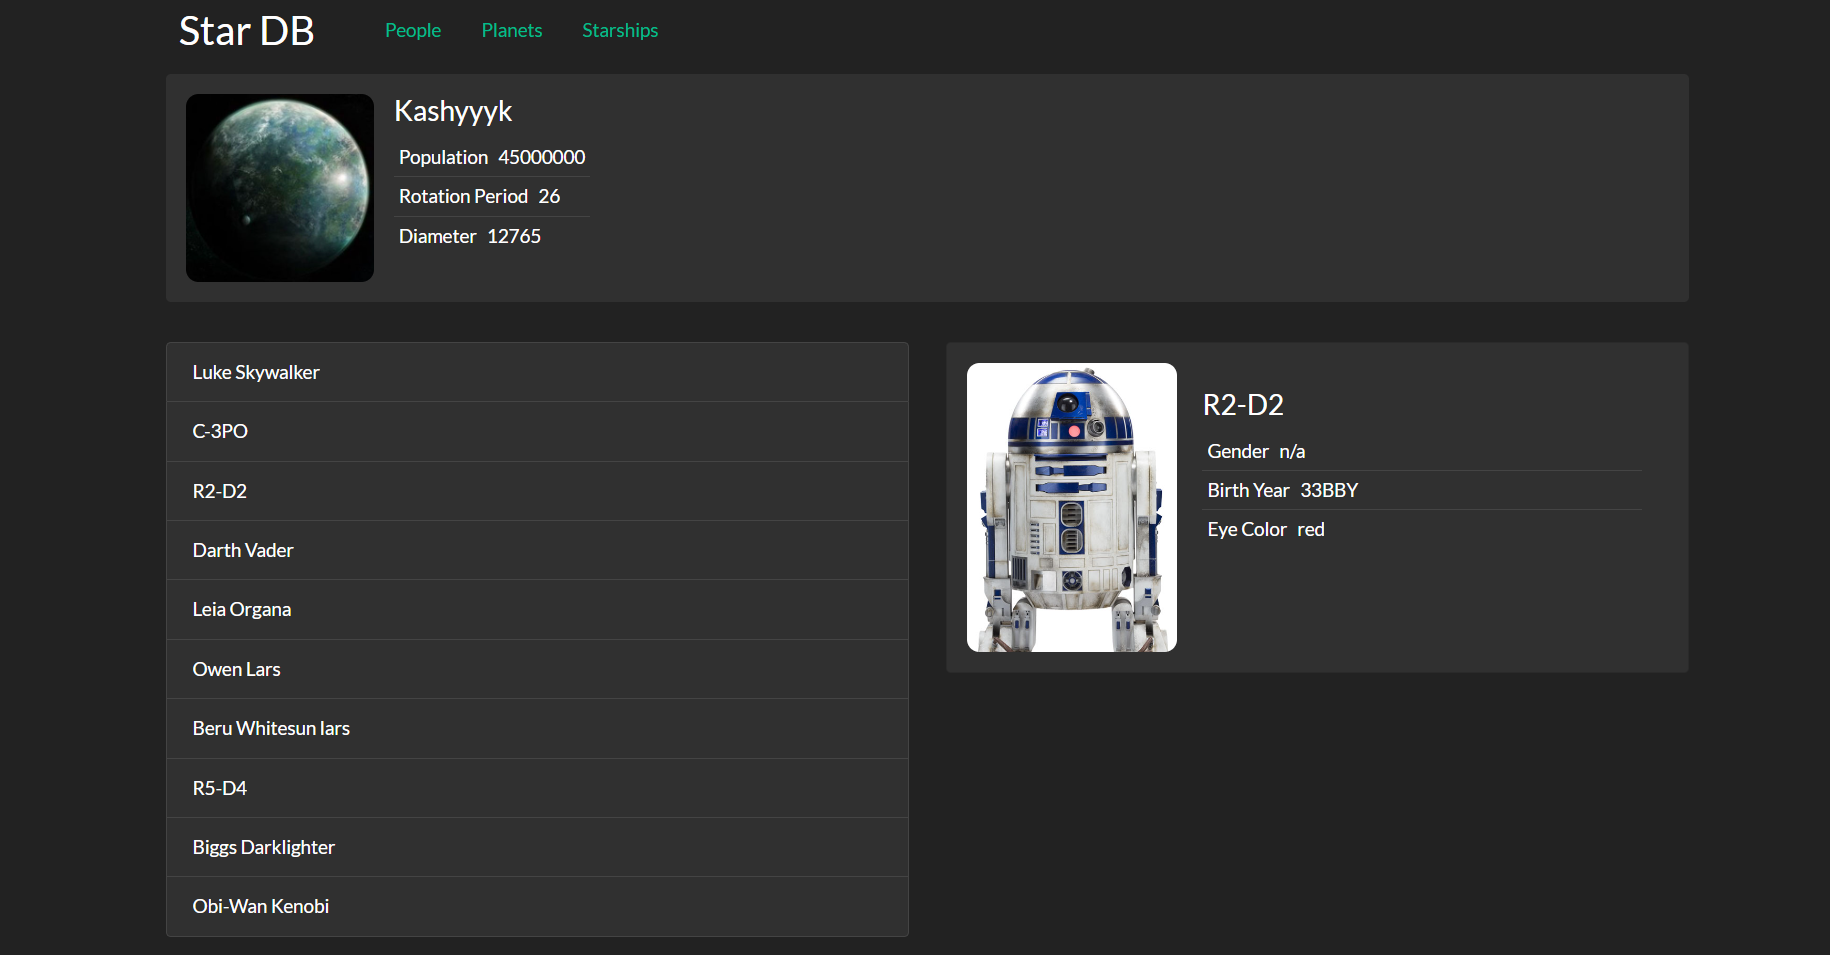 Star DB People Planets Starships
Kashyyyk
Population 45000000
Rotation Period 26
Diameter 12765
Luke Skywalker
C-3PO
R2-D2
Darth Vader
Leia Organa
Owen Lars
Beru Whitesun lars
R5-D4
Biggs Darklighter
Obi-Wan Kenobi
R2-D2
Gender n/a
Birth Year 33BBY
Eye Color red